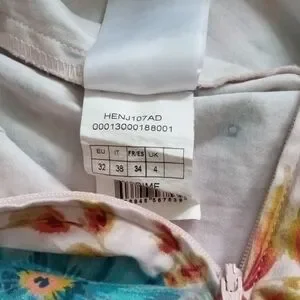 HENJ107AD
00013000188001
EU IT FR/ES UK
32 38 34 4